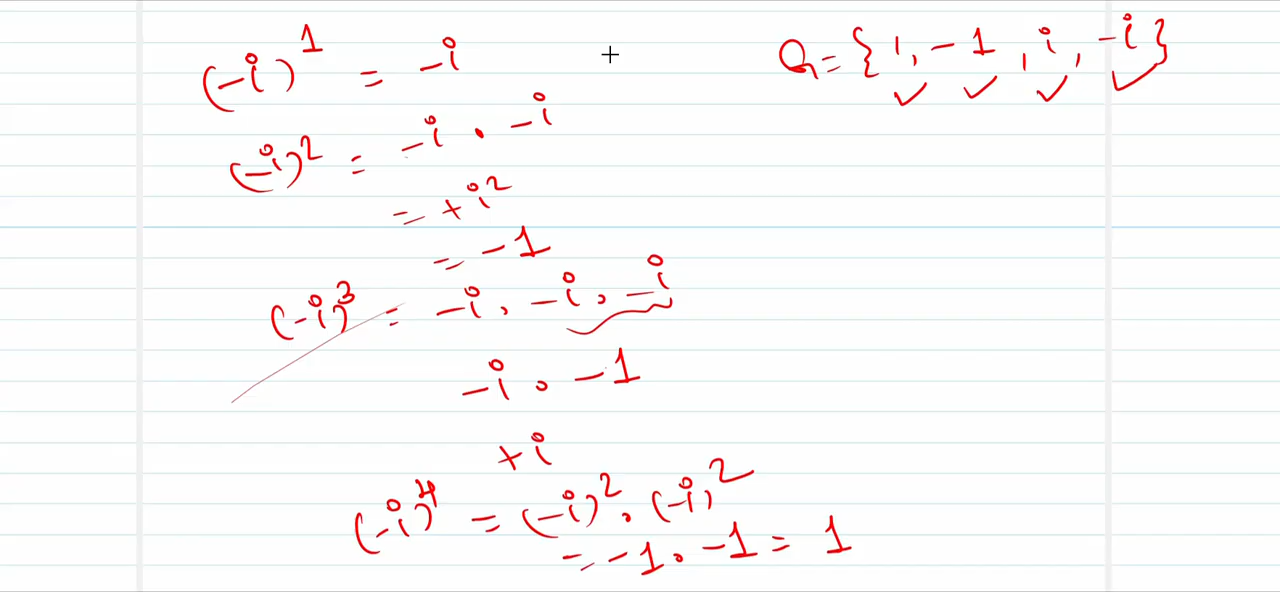 (-i)^1 = -i
G = {1, -1, i, -i}
(-i)^2 = -i . -i
= +i^2
= -1
(-i)^3 = -i . -i . -i
-i . -1
+i
(-i)^4 = (-i)^2 . (-i)^2
= -1 . -1 = 1